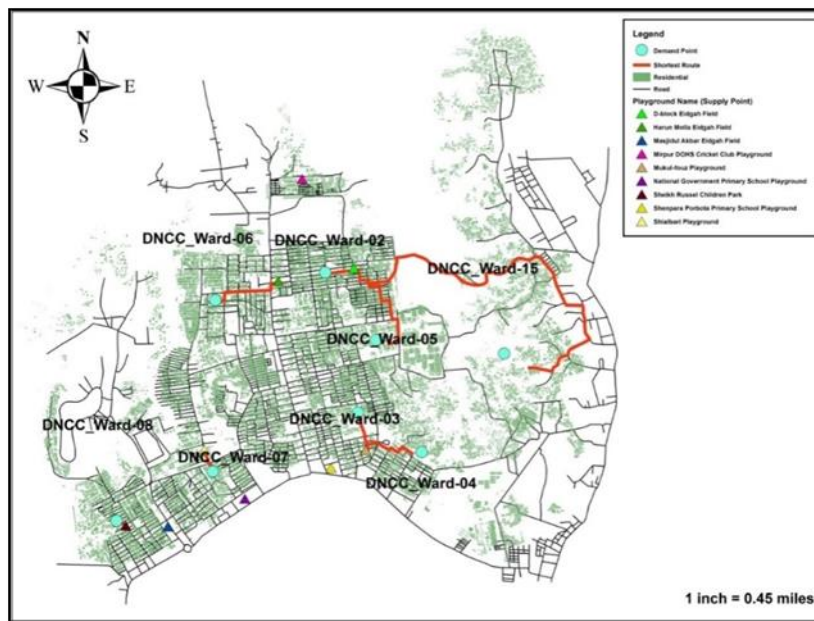 N
W E
S
Legend
Demand Point
Shortest Route
Residential
Road
Playground Name (Supply Point)
D-block Eidgah Field
Harun Molla Eidgah Field
Masjidul Akbar Eidgah Field
Mirpur DOHS Cricket Club Playground
Playground
National Government Primary School Playground
Sheikh Russel Children Park
Shenpara Porbota Primary School Playground
Shialbari Playground
DNCC_Ward-06
DNCC_Ward-02
DNCC_Ward-15
DNCC_Ward-05
DNCC_Ward-03
DNCC_Ward-08
DNCC_Ward-07
DNCC_Ward-04
1 inch = 0.45 miles